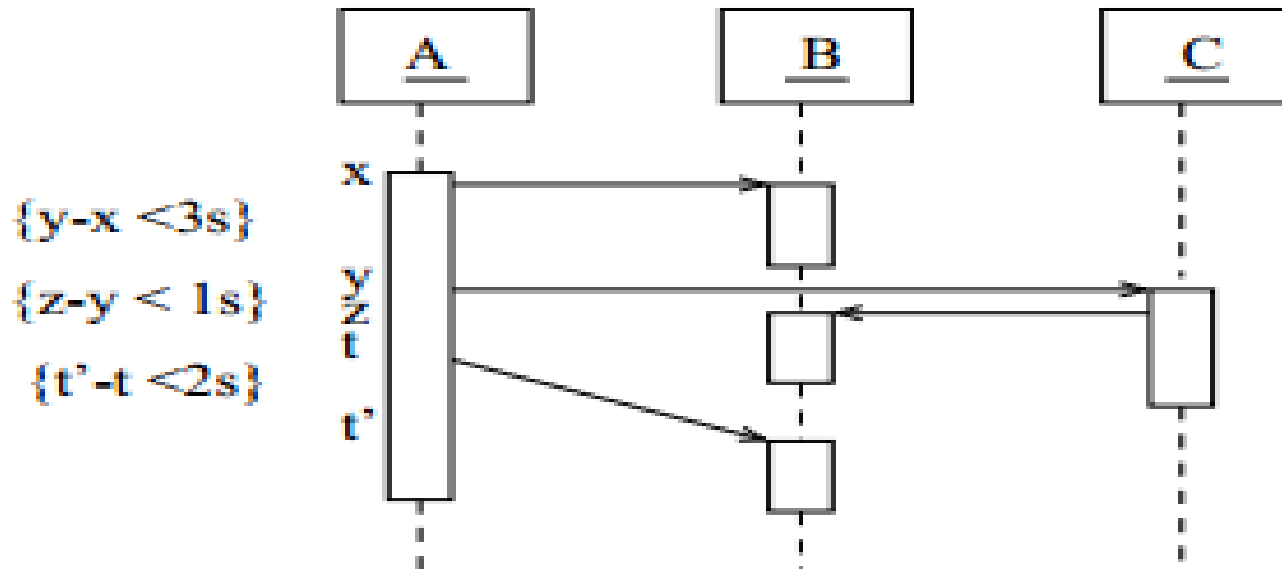 A
B
C
x
{y-x <3s}
y
{z-y < 1s}
z
t
{t’-t <2s}
t’